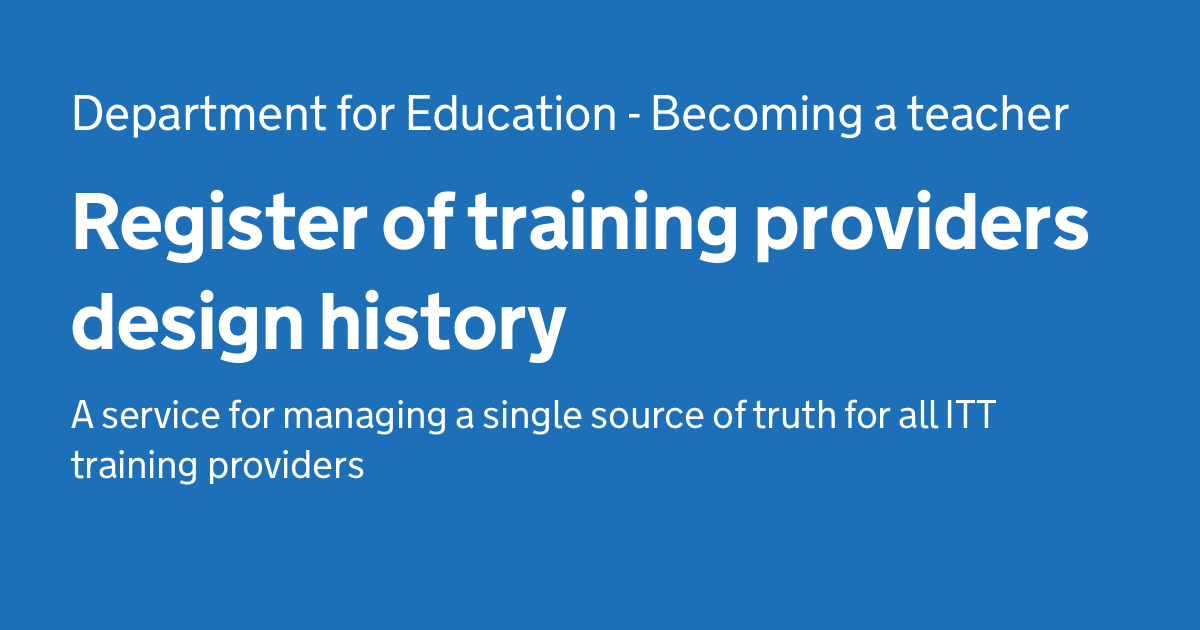 Department for Education - Becoming a teacher
Register of training providers
design history
A service for managing a single source of truth for all ITT
training providers